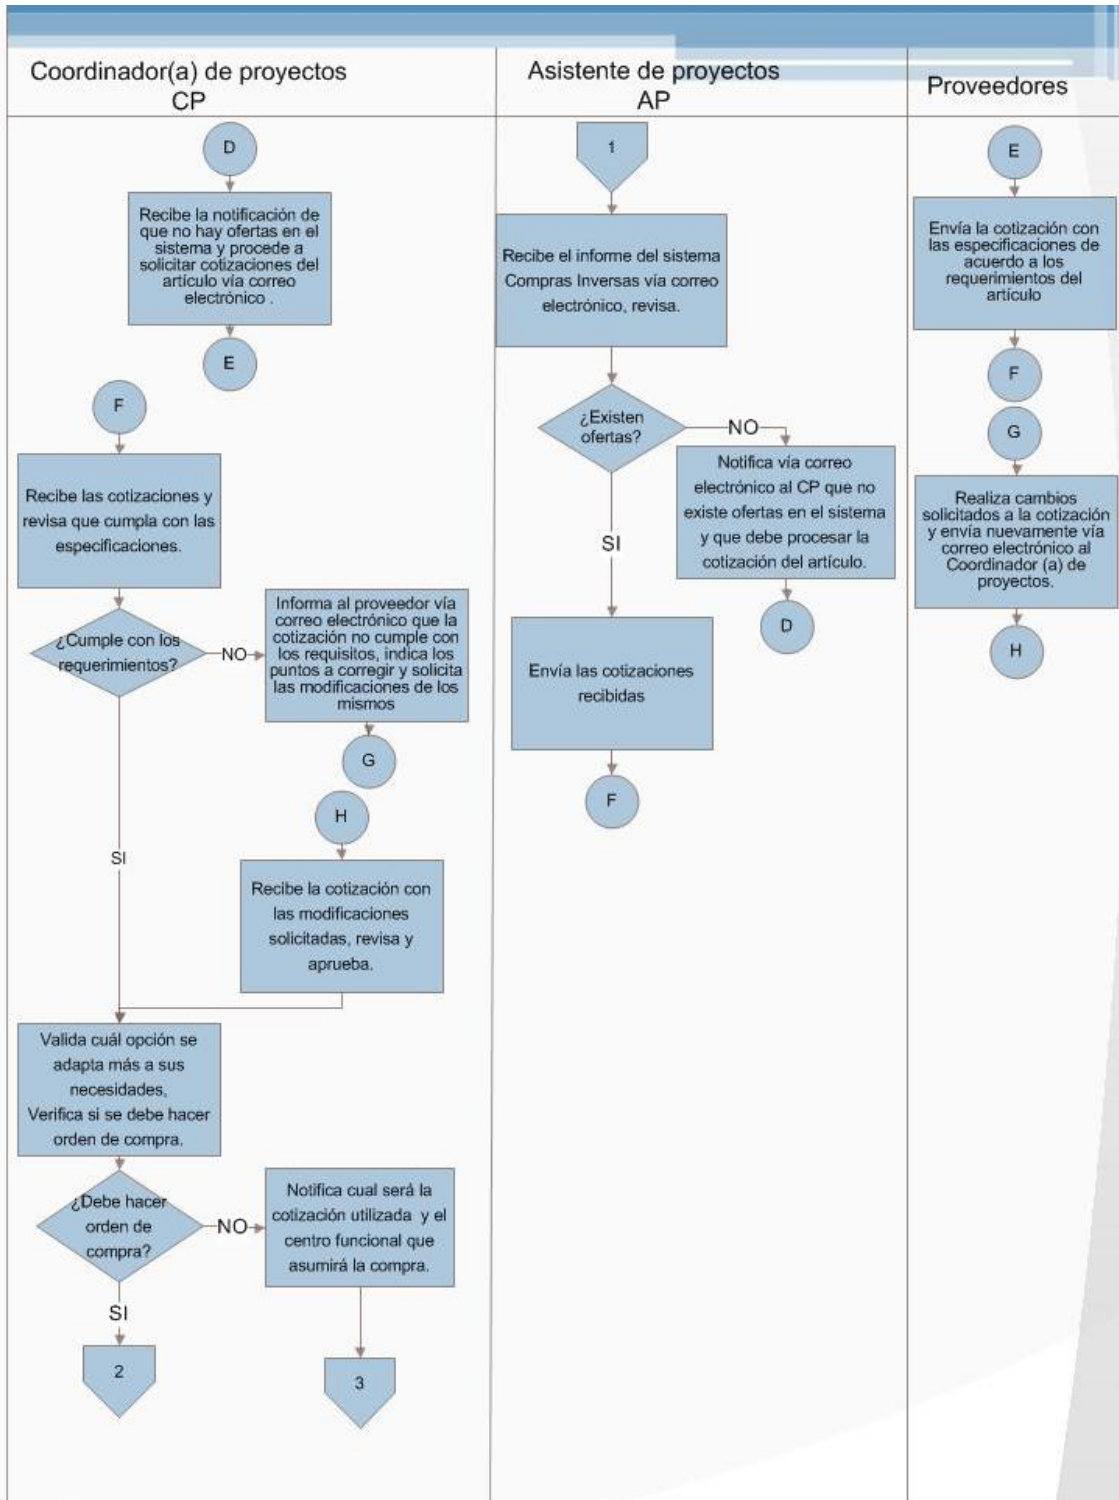 Coordinador(a) de proyectos
CP
D
Recibe la notificación de
que no hay ofertas en el
sistema y procede a
solicitar cotizaciones del
artículo vía correo
electrónico .
E
F
Recibe las cotizaciones y
revisa que cumpla con las
especificaciones.
¿Cumple con los
requerimientos?
NO
Informa al proveedor vía
correo electrónico que la
cotización no cumple con
los requisitos, indica los
puntos a corregir y solicita
las modificaciones de los
mismos
G
H
SI
Recibe la cotización con
las modificaciones
solicitadas, revisa y
aprueba.
Valida cuál opción se
adapta más a sus
necesidades,
Verifica si se debe hacer
orden de compra.
¿Debe hacer
orden de
compra?
NO
Notifica cual será la
cotización utilizada y el
centro funcional que
asumirá la compra.
SI
2
3
Asistente de proyectos
AP
1
Recibe el informe del sistema
Compras Inversas vía correo
electrónico, revisa.
¿Existen
ofertas?
NO
Notifica vía correo
electrónico al CP que no
existe ofertas en el sistema
y que debe procesar la
cotización del artículo.
SI
D
Envía las cotizaciones
recibidas
F
Proveedores
E
Envía la cotización con
las especificaciones de
acuerdo a los
requerimientos del
artículo
F
G
Realiza cambios
solicitados a la cotización
y envía nuevamente vía
correo electrónico al
Coordinador (a) de
proyectos.
H